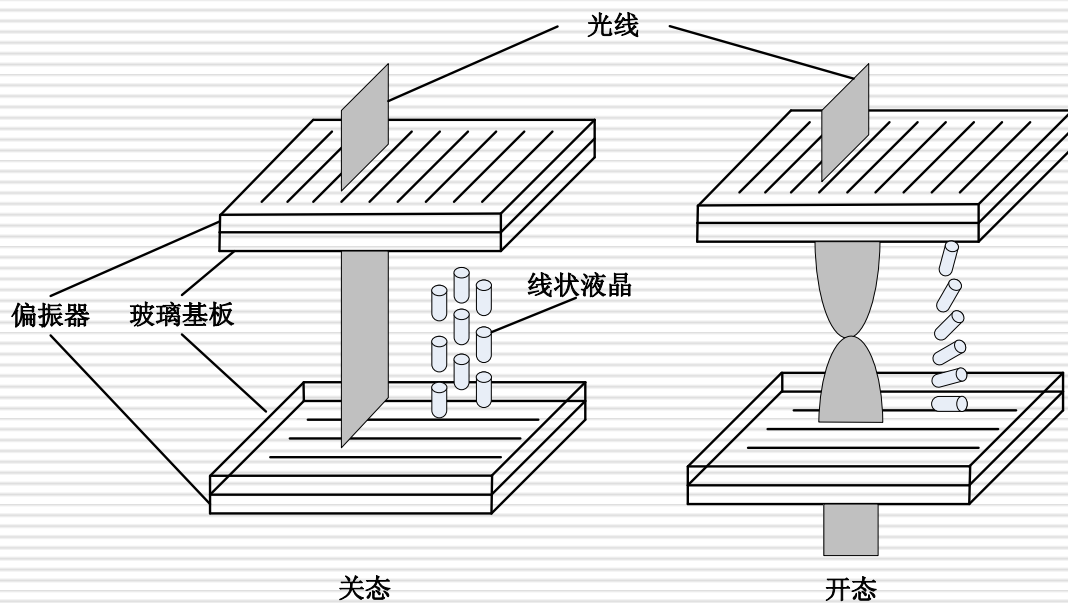 光线
偏振器
玻璃基板
线状液晶
关态
开态